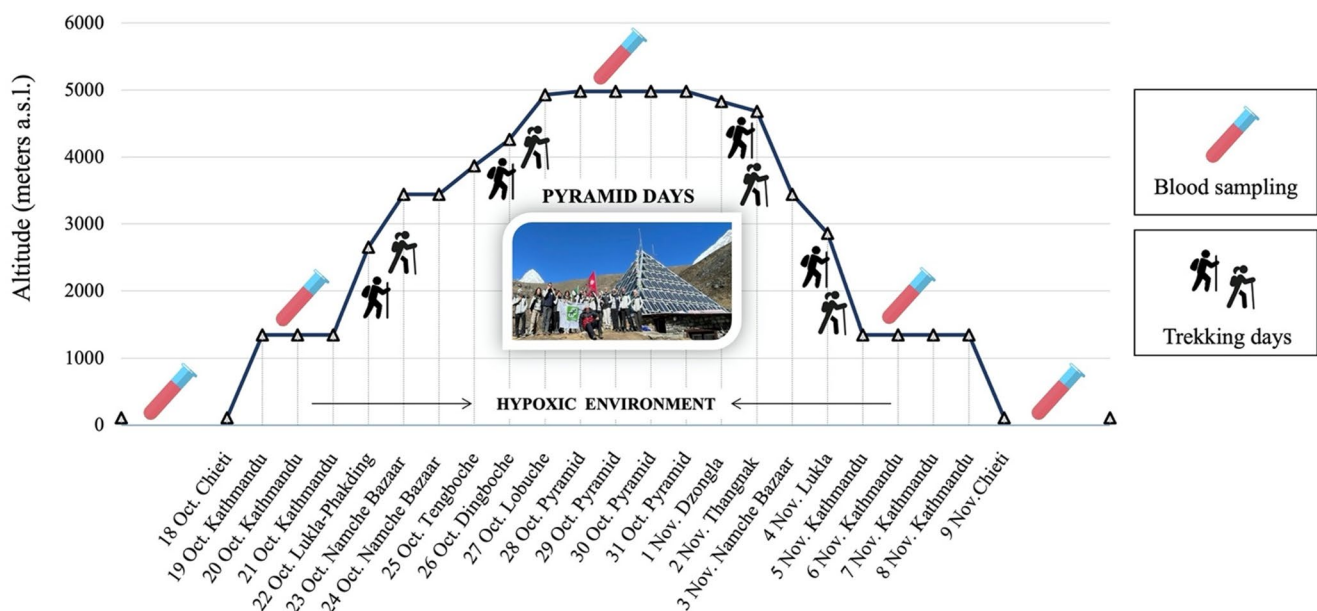 6000
5000
4000
3000
2000
1000
0
Altitude (meters a.s.l.)
PYRAMID DAYS
HYPOXIC ENVIRONMENT
18 Oct. Chieti
19 Oct. Kathmandu
20 Oct. Kathmandu
21 Oct. Kathmandu
22 Oct. Lukla-Phakding
23 Oct. Namche Bazaar
24 Oct. Namche Bazaar
25 Oct. Tengboche
26 Oct. Dingboche
27 Oct. Lobuche
28 Oct. Pyramid
29 Oct. Pyramid
30 Oct. Pyramid
31 Oct. Pyramid
1 Nov. Dzongla
2 Nov. Thangnak
3 Nov. Namche Bazaar
4 Nov. Lukla
5 Nov. Kathmandu
6 Nov. Kathmandu
7 Nov. Kathmandu
8 Nov. Kathmandu
9 Nov. Chieti
Blood sampling
Trekking days